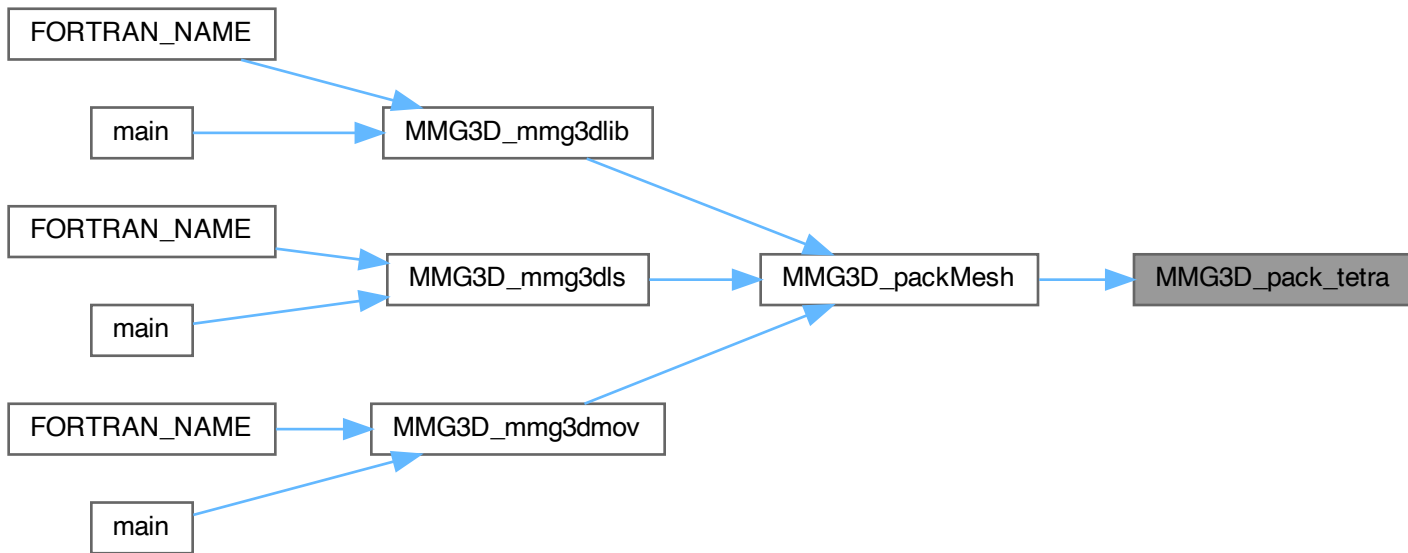 FORTRAN_NAME
main
MMG3D_mmg3dlib
FORTRAN_NAME
main
MMG3D_mmg3dls
MMG3D_packMesh
MMG3D_pack_tetra
FORTRAN_NAME
main
MMG3D_mmg3dmov